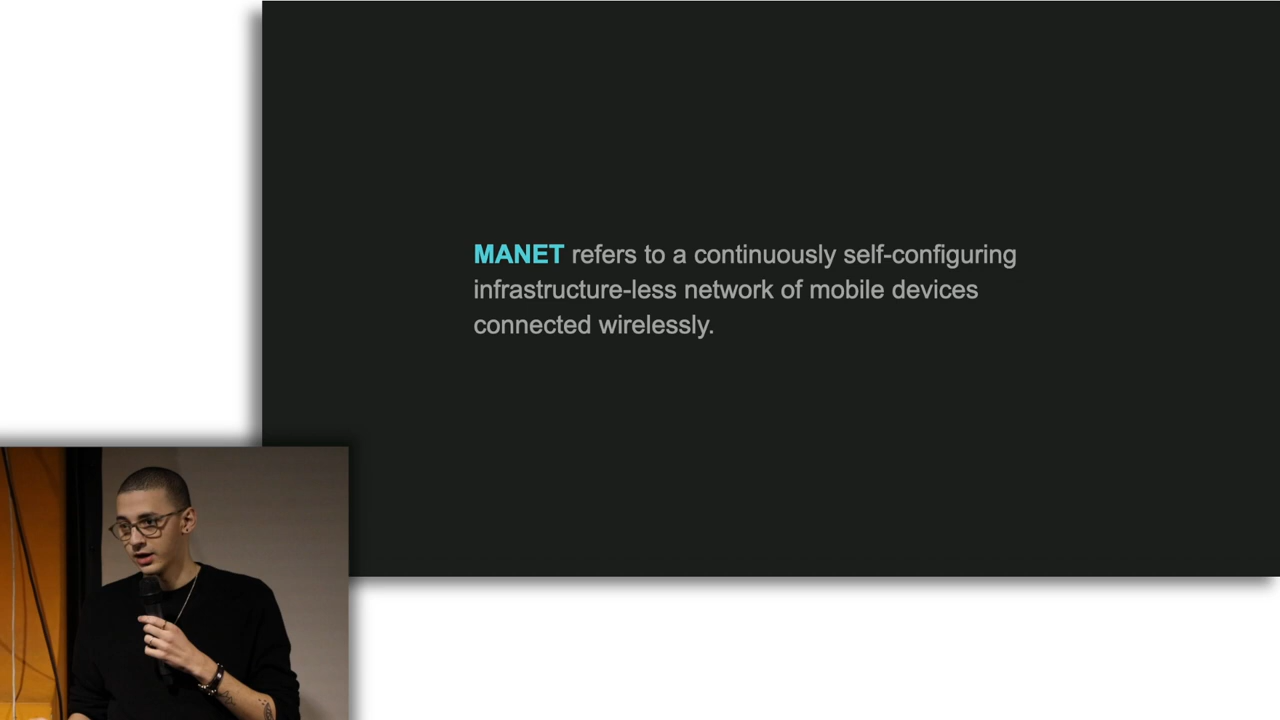 MANET refers to a continuously self-configuring
infrastructure-less network of mobile devices
connected wirelessly.